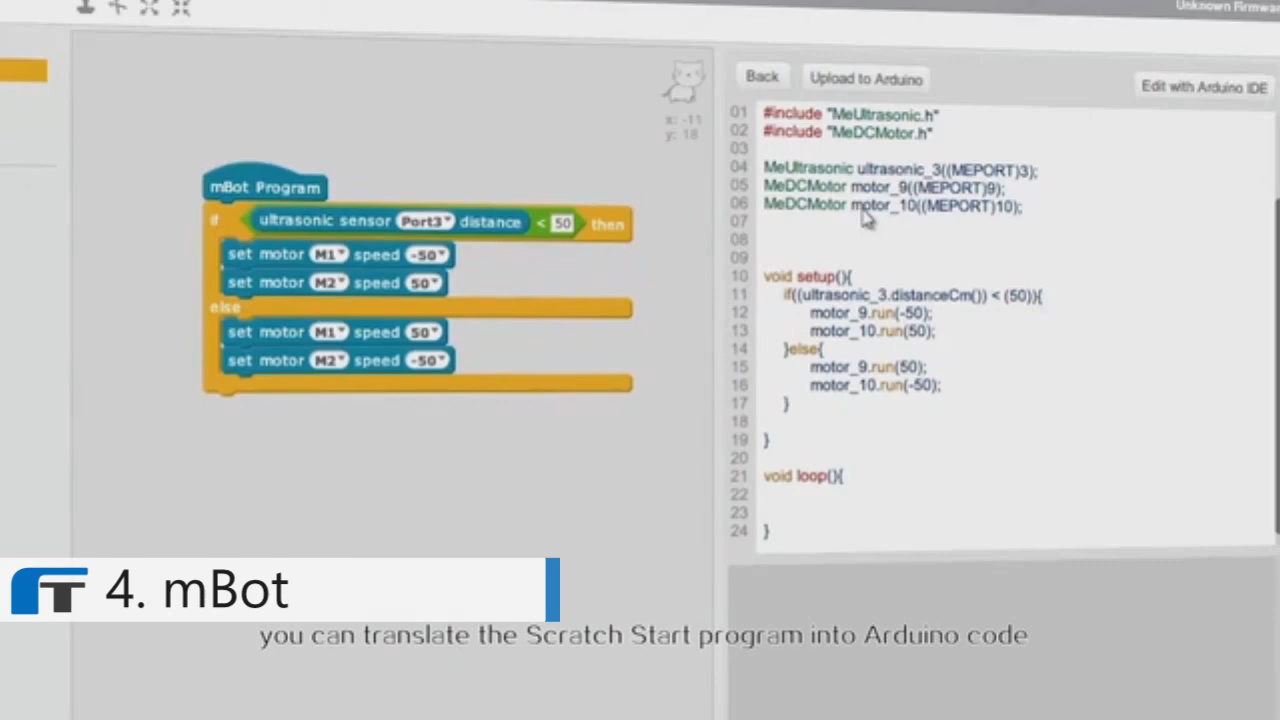 Unknown Firmwar
x: -11
y: 18
mBot Program
if ultrasonic sensor Port3 distance < 50 then
set motor M1 speed -50
set motor M2 speed 50
else
set motor M1 speed 50
set motor M2 speed -50
Back Upload to Arduino Edit with Arduino IDE
01 #include "MeUltrasonic.h"
02 #include "MeDCMotor.h"
03
04 MeUltrasonic ultrasonic_3((MEPORT)3);
05 MeDCMotor motor_9((MEPORT)9);
06 MeDCMotor motor_10((MEPORT)10);
07
08
09
10 void setup(){
11 if((ultrasonic_3.distanceCm()) < (50)){
12 motor_9.run(-50);
13 motor_10.run(50);
14 }else{
15 motor_9.run(50);
16 motor_10.run(-50);
17 }
18
19 }
20
21 void loop(){
22
23
24 }
FT 4. mBot
you can translate the Scratch Start program into Arduino code